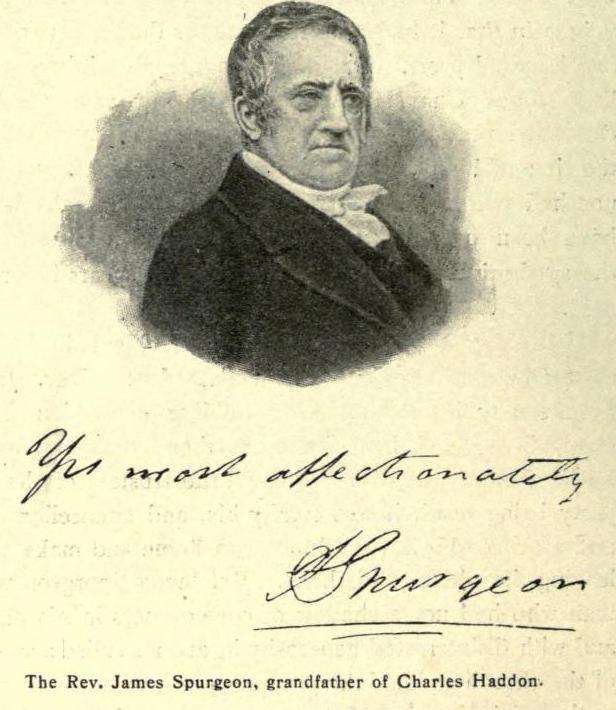 Yrs most affectionately
J Spurgeon
The Rev. James Spurgeon, grandfather of Charles Haddon.